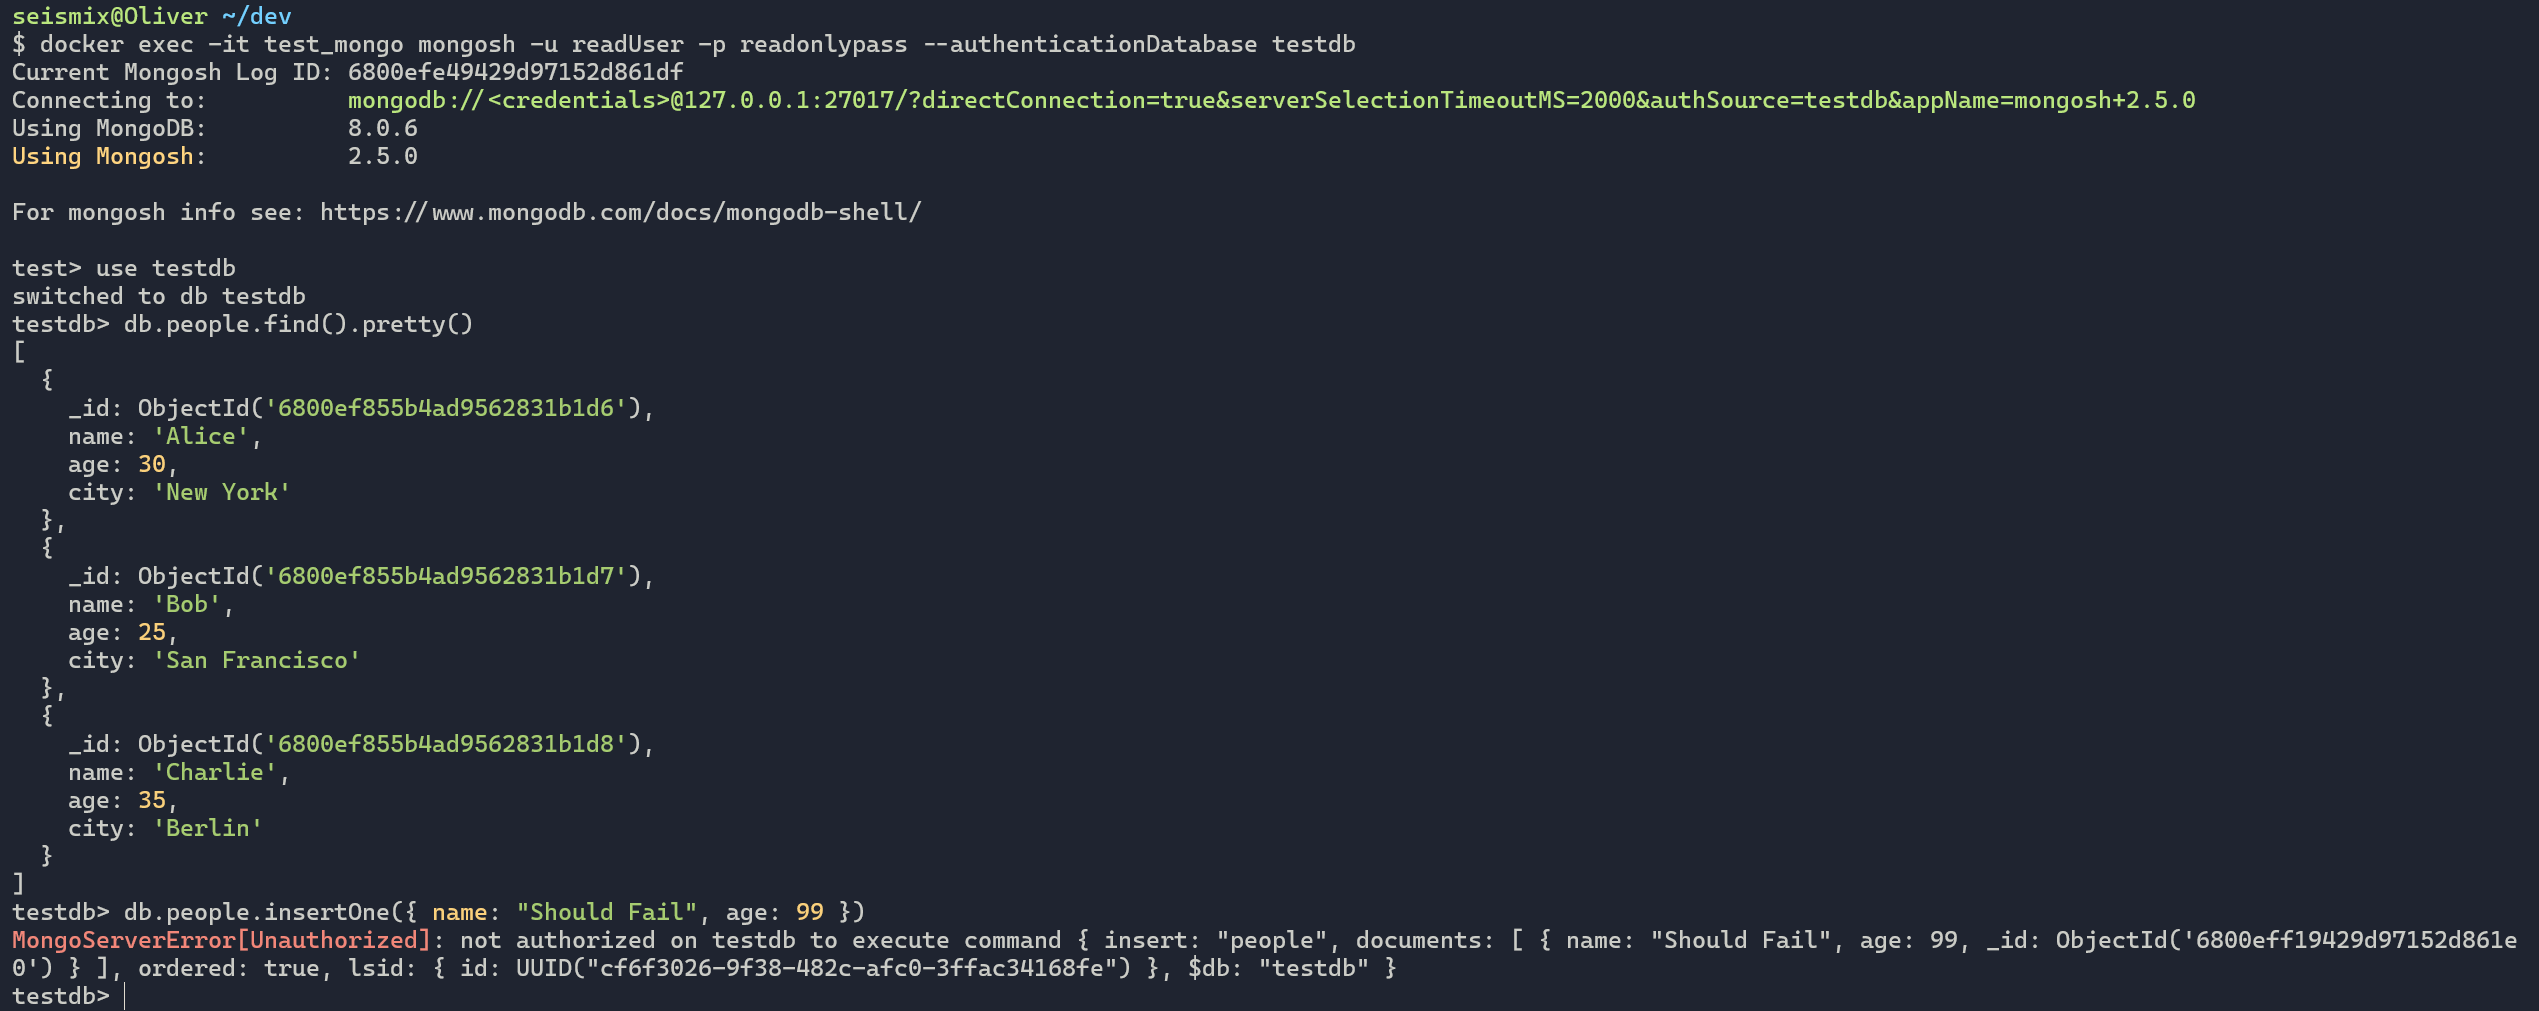 seismix@Oliver ~/dev
$ docker exec -it test_mongo mongosh -u readUser -p readonlypass --authenticationDatabase testdb
Current Mongosh Log ID: 6800efe49429d97152d861df
Connecting to:          mongodb://<credentials>@127.0.0.1:27017/?directConnection=true&serverSelectionTimeoutMS=2000&authSource=testdb&appName=mongosh+2.5.0
Using MongoDB:          8.0.6
Using Mongosh:          2.5.0

For mongosh info see: https://www.mongodb.com/docs/mongodb-shell/

test> use testdb
switched to db testdb
testdb> db.people.find().pretty()
[
  {
    _id: ObjectId('6800ef855b4ad9562831b1d6'),
    name: 'Alice',
    age: 30,
    city: 'New York'
  },
  {
    _id: ObjectId('6800ef855b4ad9562831b1d7'),
    name: 'Bob',
    age: 25,
    city: 'San Francisco'
  },
  {
    _id: ObjectId('6800ef855b4ad9562831b1d8'),
    name: 'Charlie',
    age: 35,
    city: 'Berlin'
  }
]
testdb> db.people.insertOne({ name: "Should Fail", age: 99 })
MongoServerError[Unauthorized]: not authorized on testdb to execute command { insert: "people", documents: [ { name: "Should Fail", age: 99, _id: ObjectId('6800eff19429d97152d861e
0') } ], ordered: true, lsid: { id: UUID("cf6f3026-9f38-482c-afc0-3ffac34168fe") }, $db: "testdb" }
testdb>